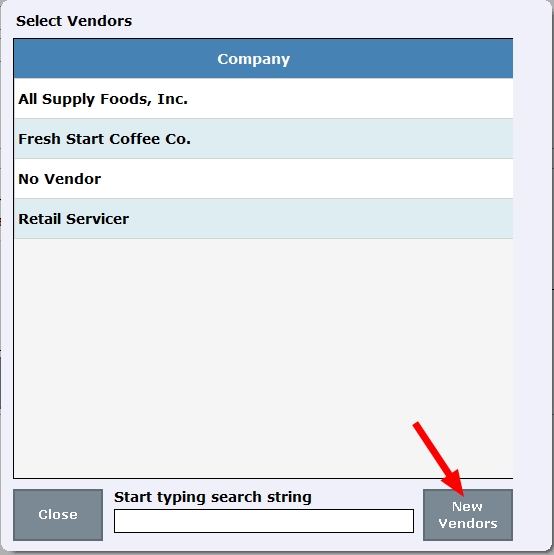 Select Vendors
Company
All Supply Foods, Inc.
Fresh Start Coffee Co.
No Vendor
Retail Servicer
Start typing search string
Close
New
Vendors